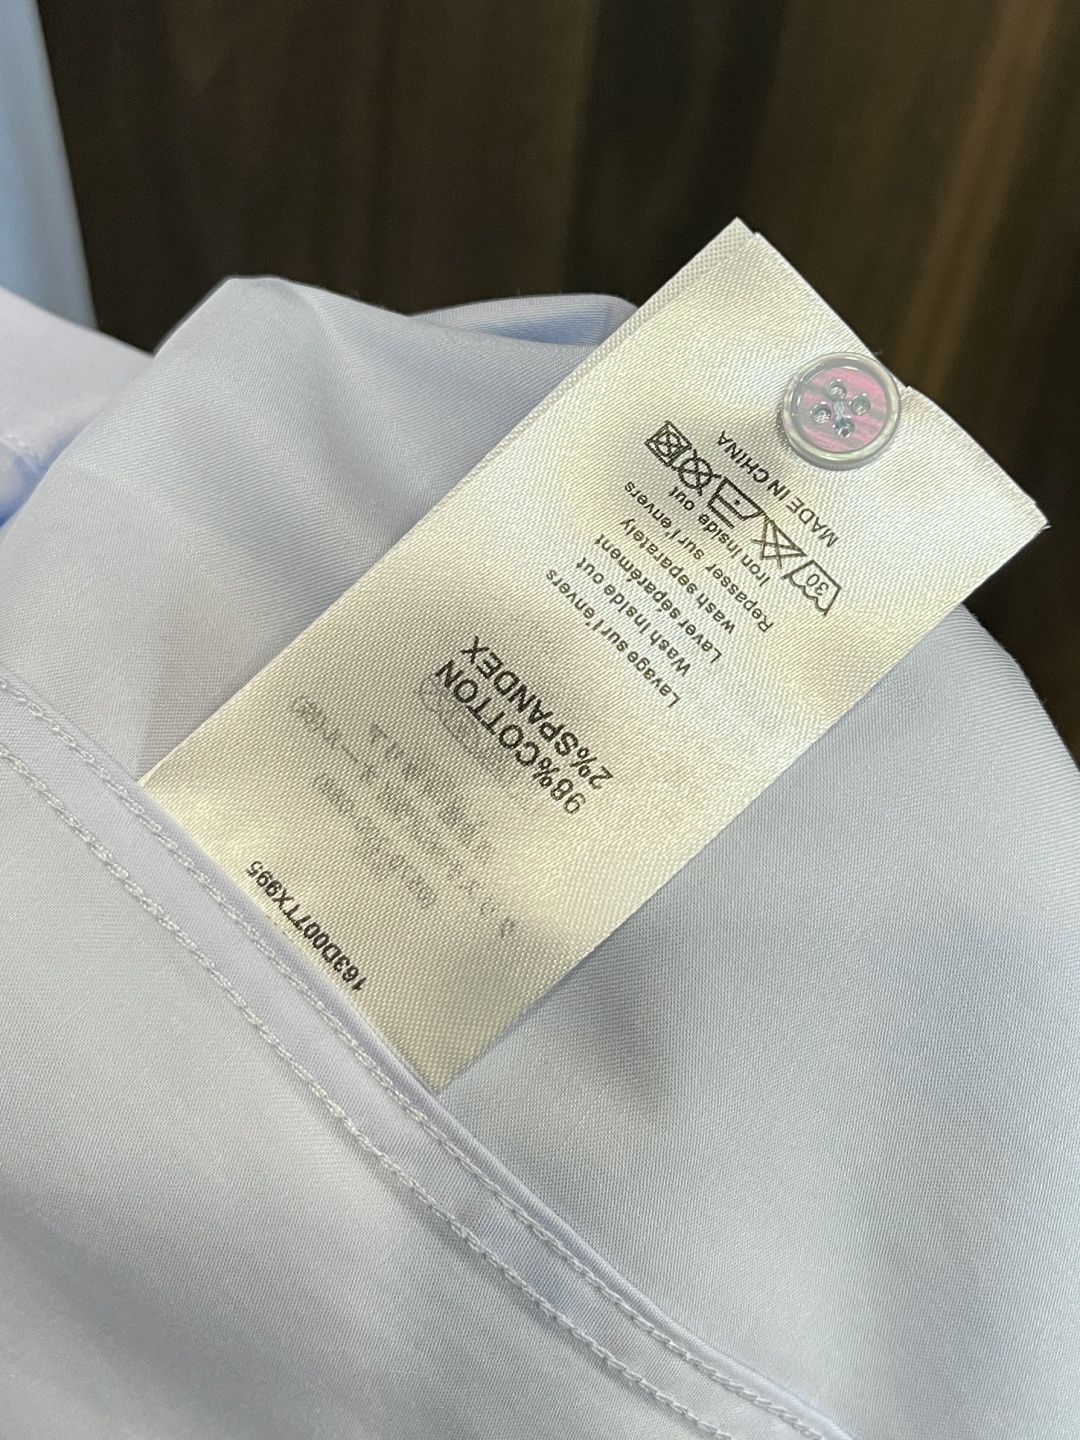 163D007TX995
98%COTTON
2%SPANDEX
Lavage sur l'envers
Wash Inside out
Laver séparément
wash separately
Repasser sur l'envers
Iron Inside out
30
MADE IN CHINA